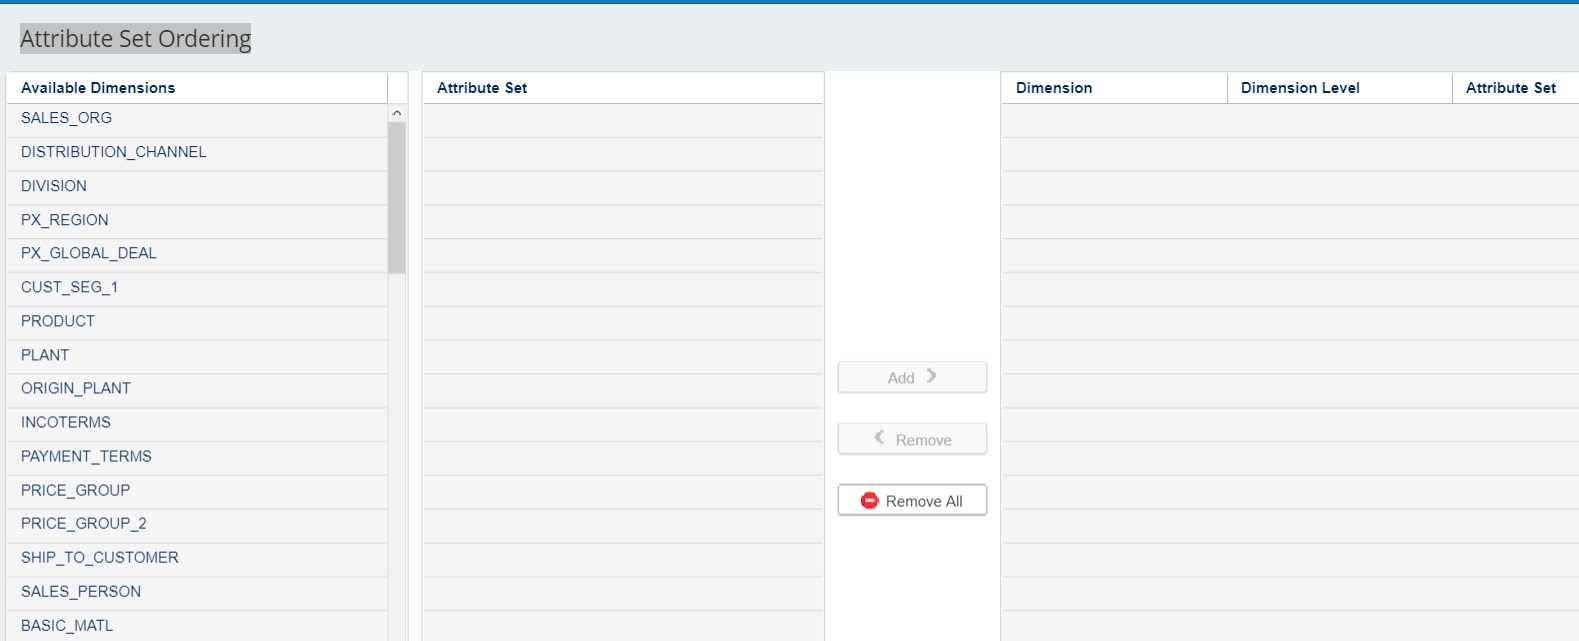 Attribute Set Ordering
Available Dimensions
SALES_ORG
DISTRIBUTION_CHANNEL
DIVISION
PX_REGION
PX_GLOBAL_DEAL
CUST_SEG_1
PRODUCT
PLANT
ORIGIN_PLANT
INCOTERMS
PAYMENT_TERMS
PRICE_GROUP
PRICE_GROUP_2
SHIP_TO_CUSTOMER
SALES_PERSON
BASIC_MATL
Attribute Set
Add
Remove
Remove All
Dimension Dimension Level Attribute Set